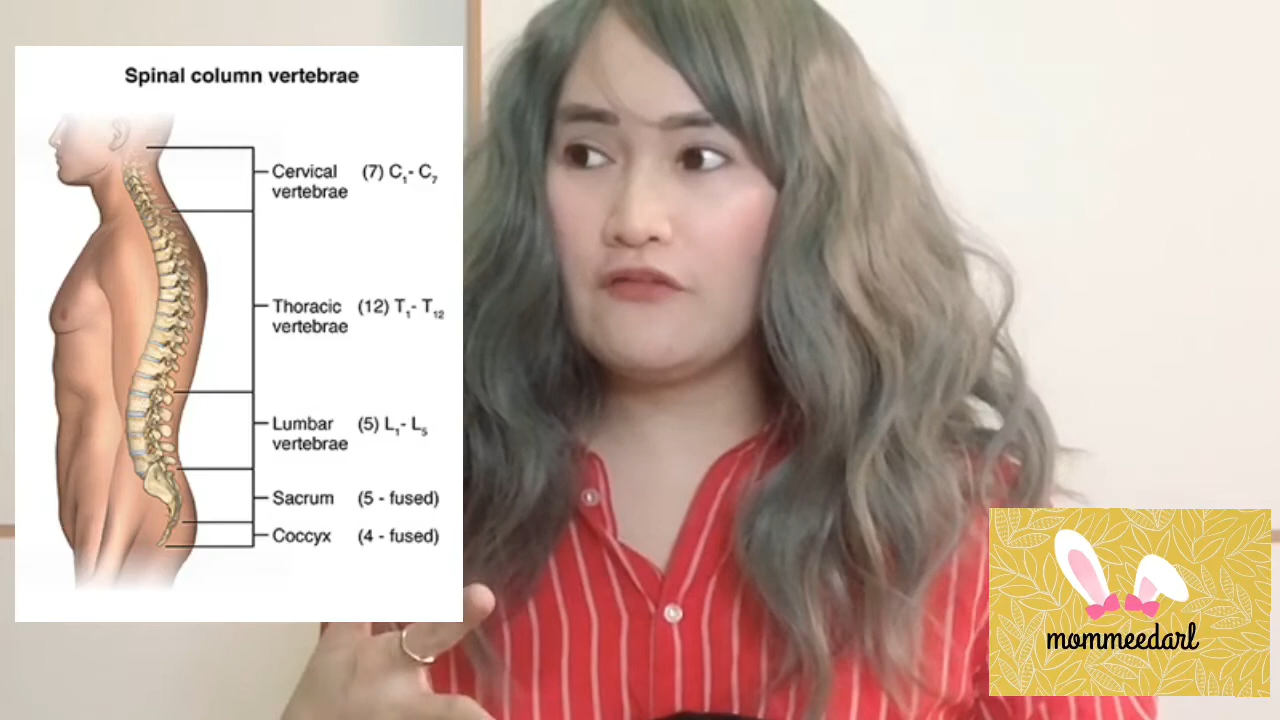 Spinal column vertebrae
Cervical (7) C1- C7
vertebrae
Thoracic (12) T1- T12
vertebrae
Lumbar (5) L1- L5
vertebrae
Sacrum (5 - fused)
Coccyx (4 - fused)
mommeedarl